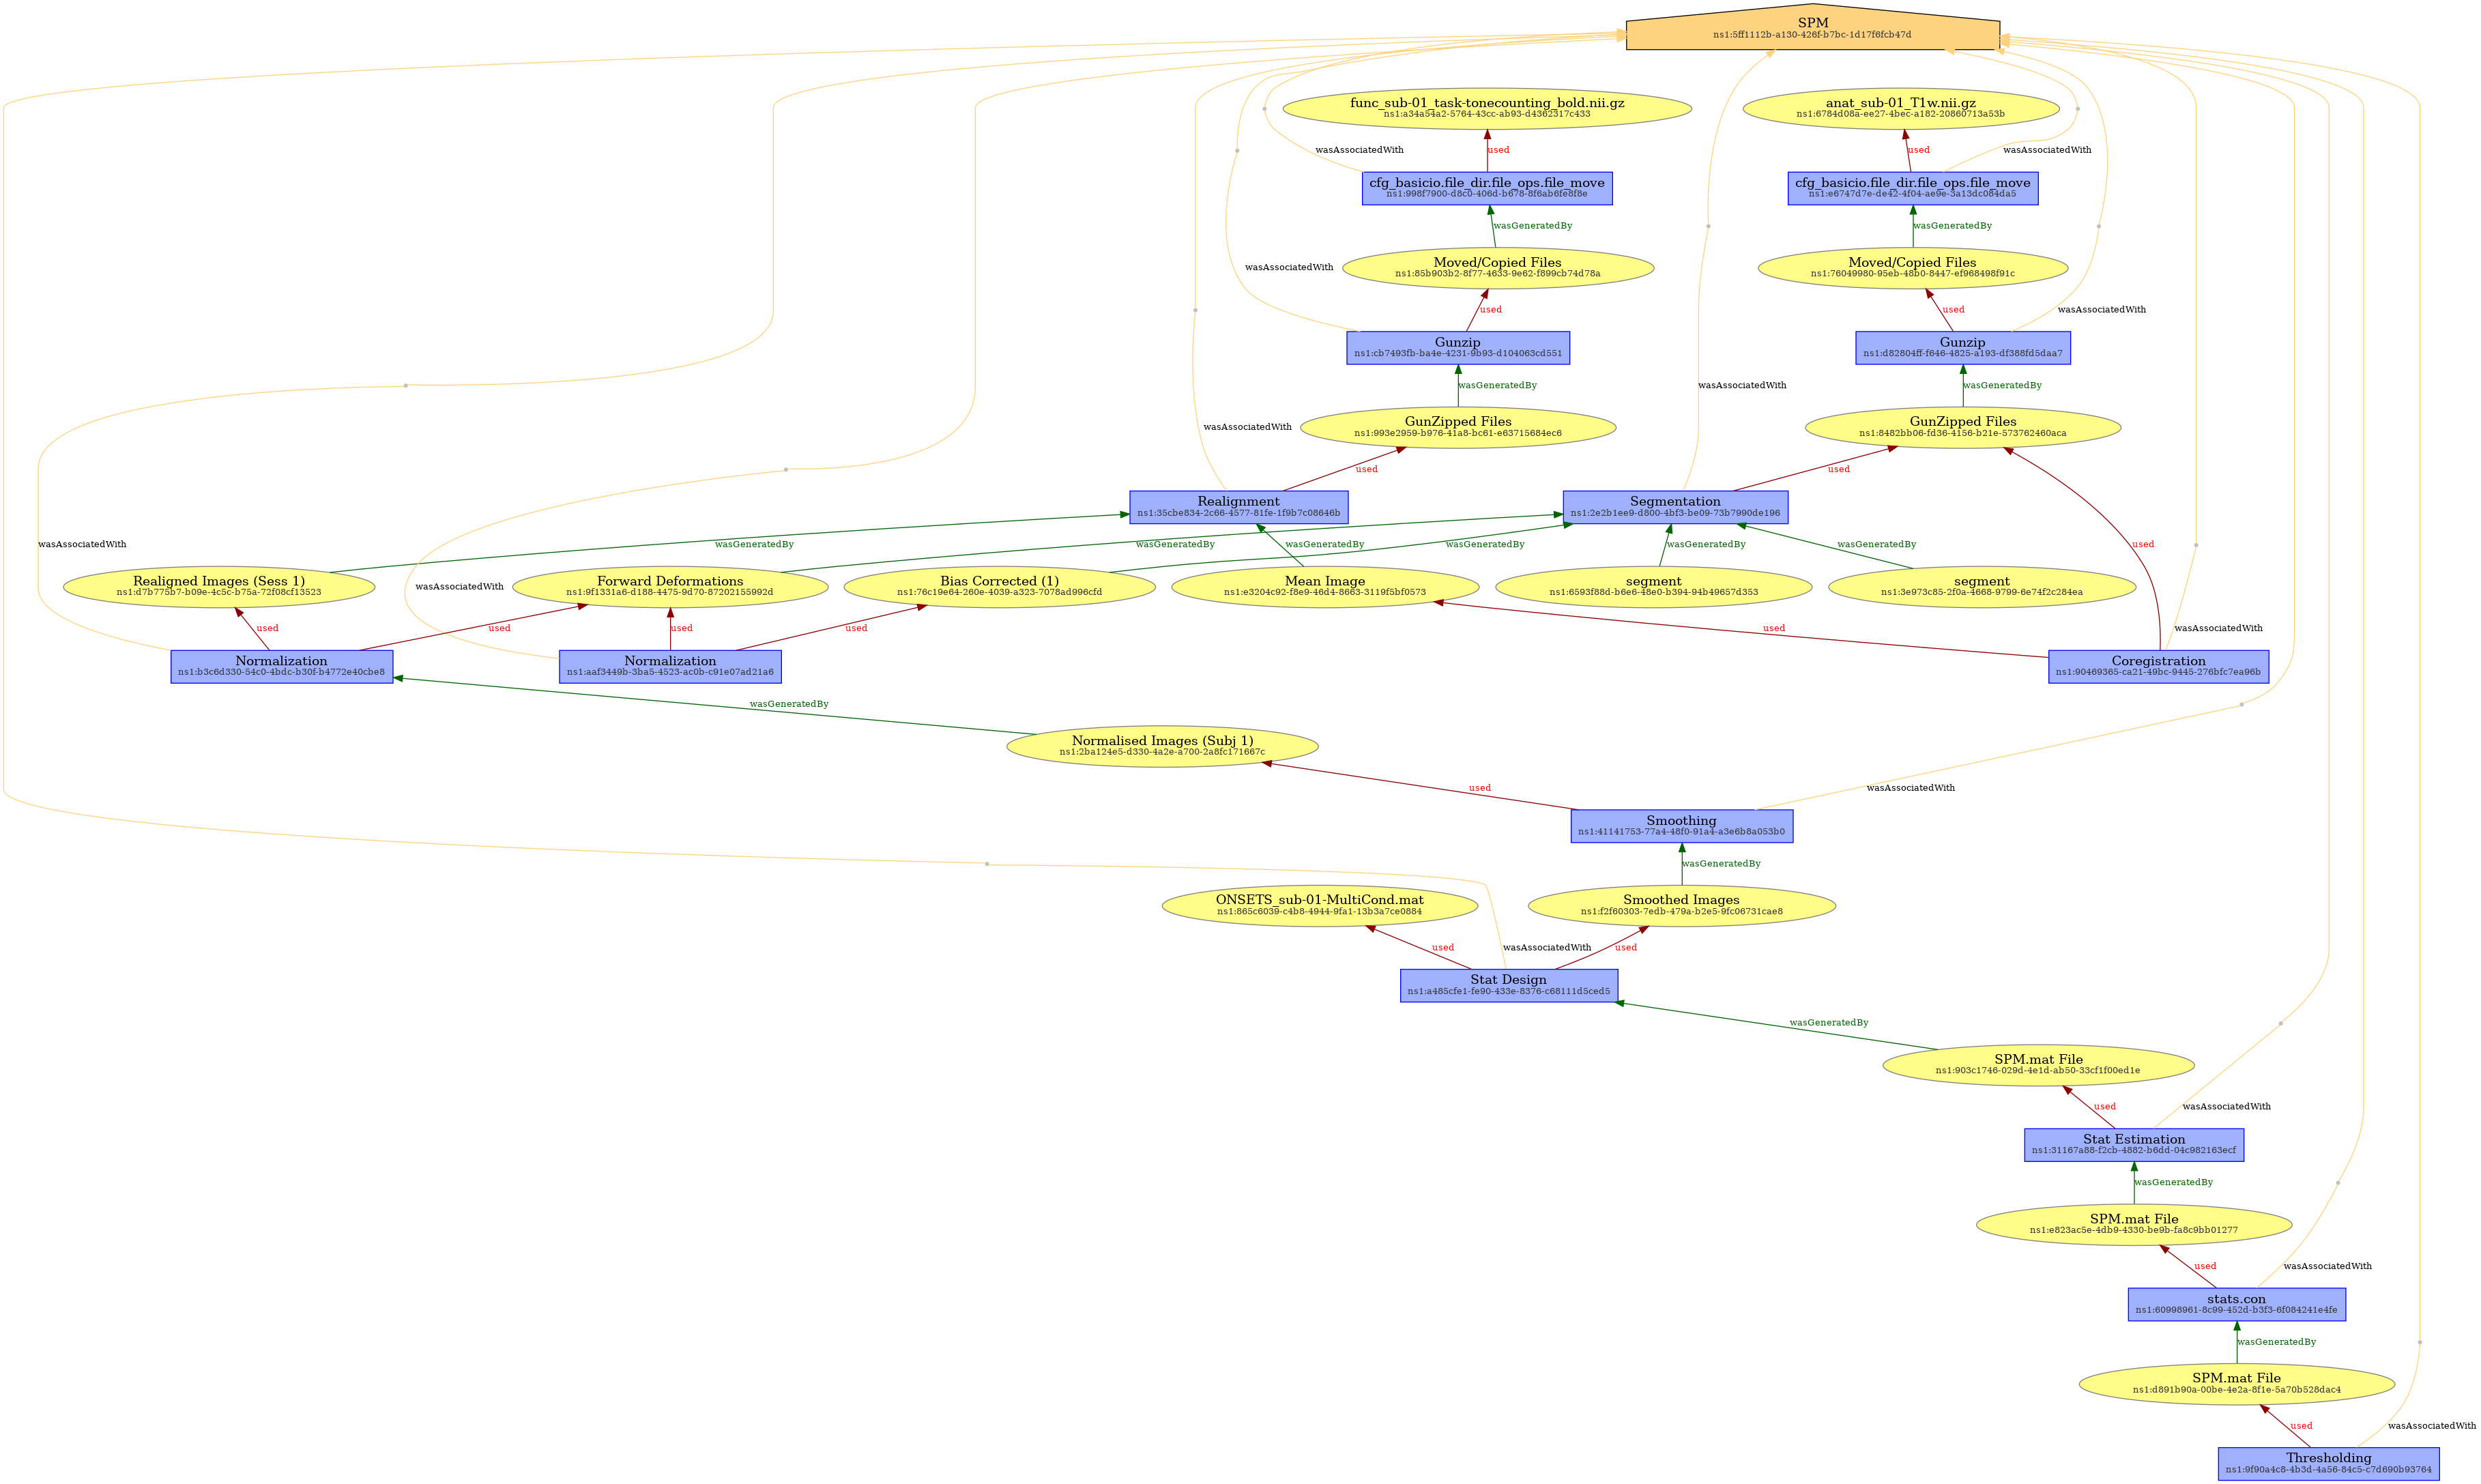 SPM
ns1:5ff1112b-a130-426f-b7bc-1d17f6fcb47d
func_sub-01_task-tonecounting_bold.nii.gz
ns1:a34a54a2-5764-43cc-ab93-d4362317c433
anat_sub-01_T1w.nii.gz
ns1:6784d08a-ee27-4bec-a182-20860713a53b
wasAssociatedWith
used
used
wasAssociatedWith
cfg_basicio.file_dir.file_ops.file_move
ns1:998f7900-d8c0-406d-b678-8f6ab6fe8f8e
cfg_basicio.file_dir.file_ops.file_move
ns1:e6747d7e-de42-4f04-ae9e-3a13dc084da5
wasGeneratedBy
wasGeneratedBy
Moved/Copied Files
ns1:85b903b2-8f77-4633-9e62-f899cb74d78a
Moved/Copied Files
ns1:76049980-95eb-48b0-8447-ef968498f91c
wasAssociatedWith
used
used
wasAssociatedWith
Gunzip
ns1:cb7493fb-ba4e-4231-9b93-d104063cd551
Gunzip
ns1:d82804ff-f646-4825-a193-df388fd5daa7
wasGeneratedBy
wasAssociatedWith
wasGeneratedBy
GunZipped Files
ns1:993e2959-b976-41a8-bc61-e63715684ec6
GunZipped Files
ns1:8482bb06-fd36-4156-b21e-573762460aca
wasAssociatedWith
used
used
Realignment
ns1:35cbe834-2c66-4577-81fe-1f9b7c08646b
Segmentation
ns1:2e2b1ee9-d800-4bf3-be09-73b7990de196
wasAssociatedWith
wasGeneratedBy
wasGeneratedBy
wasGeneratedBy
wasGeneratedBy
wasGeneratedBy
wasGeneratedBy
used
Realigned Images (Sess 1)
ns1:d7b775b7-b09e-4c5c-b75a-72f08cf13523
wasAssociatedWith
Forward Deformations
ns1:9f1331a6-d188-4475-9d70-87202155992d
Bias Corrected (1)
ns1:76c19e64-260e-4039-a323-7078ad996cfd
Mean Image
ns1:e3204c92-f8e9-46d4-8663-3119f5bf0573
segment
ns1:6593f88d-b6e6-48e0-b394-94b49657d353
segment
ns1:3e973c85-2f0a-4668-9799-6e74f2c284ea
used
used
used
used
used
wasAssociatedWith
Normalization
ns1:b3c6d330-54c0-4bdc-b30f-b4772e40cbe8
Normalization
ns1:aaf3449b-3ba5-4523-ac0b-c91e07ad21a6
Coregistration
ns1:90469365-ca21-49bc-9445-276bfc7ea96b
wasGeneratedBy
Normalised Images (Subj 1)
ns1:2ba124e5-d330-4a2e-a700-2a8fc171667c
used
wasAssociatedWith
Smoothing
ns1:41141753-77a4-48f0-91a4-a3e6b8a053b0
wasGeneratedBy
ONSETS_sub-01-MultiCond.mat
ns1:865c6039-c4b8-4944-9fa1-13b3a7ce0884
Smoothed Images
ns1:f2f60303-7edb-479a-b2e5-9fc06731cae8
used
wasAssociatedWith
used
Stat Design
ns1:a485cfe1-fe90-433e-8376-c68111d5ced5
wasGeneratedBy
SPM.mat File
ns1:903c1746-029d-4e1d-ab50-33cf1f00ed1e
used
wasAssociatedWith
Stat Estimation
ns1:31167a88-f2cb-4882-b6dd-04c982163ecf
wasGeneratedBy
SPM.mat File
ns1:e823ac5e-4db9-4330-be9b-fa8c9bb01277
used
wasAssociatedWith
stats.con
ns1:60998961-8c99-452d-b3f3-6f084241e4fe
wasGeneratedBy
SPM.mat File
ns1:d891b90a-00be-4e2a-8f1e-5a70b528dac4
used
wasAssociatedWith
Thresholding
ns1:9f90a4c8-4b3d-4a56-84c5-c7d690b93764